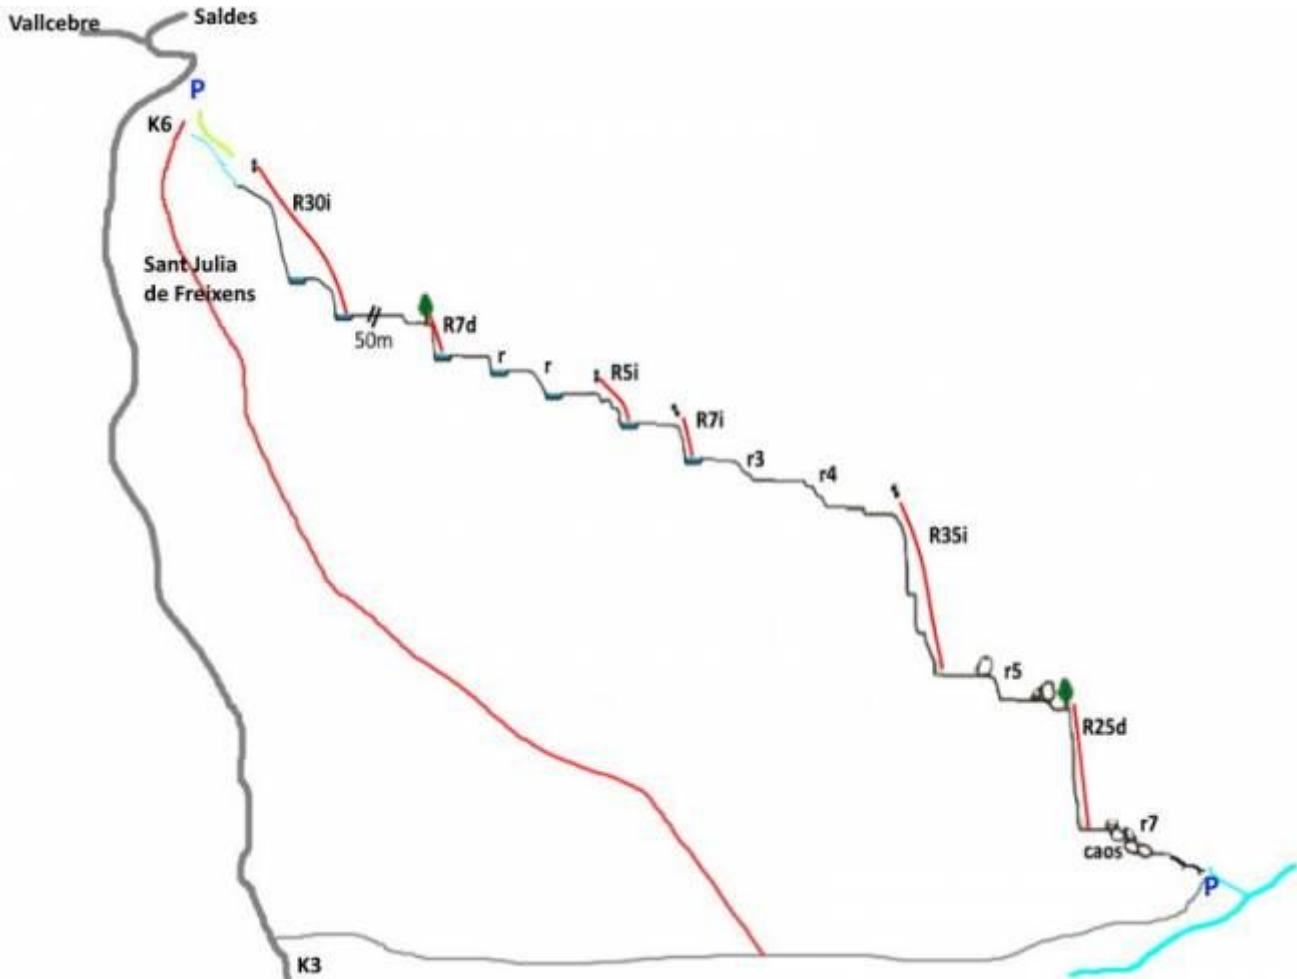 Vallcebre
Saldes
P
K6
R30i
Sant Julia
de Freixens
50m
R7d
r
r
R5i
R7i
r3
r4
R35i
r5
R25d
r7
caos
P
K3